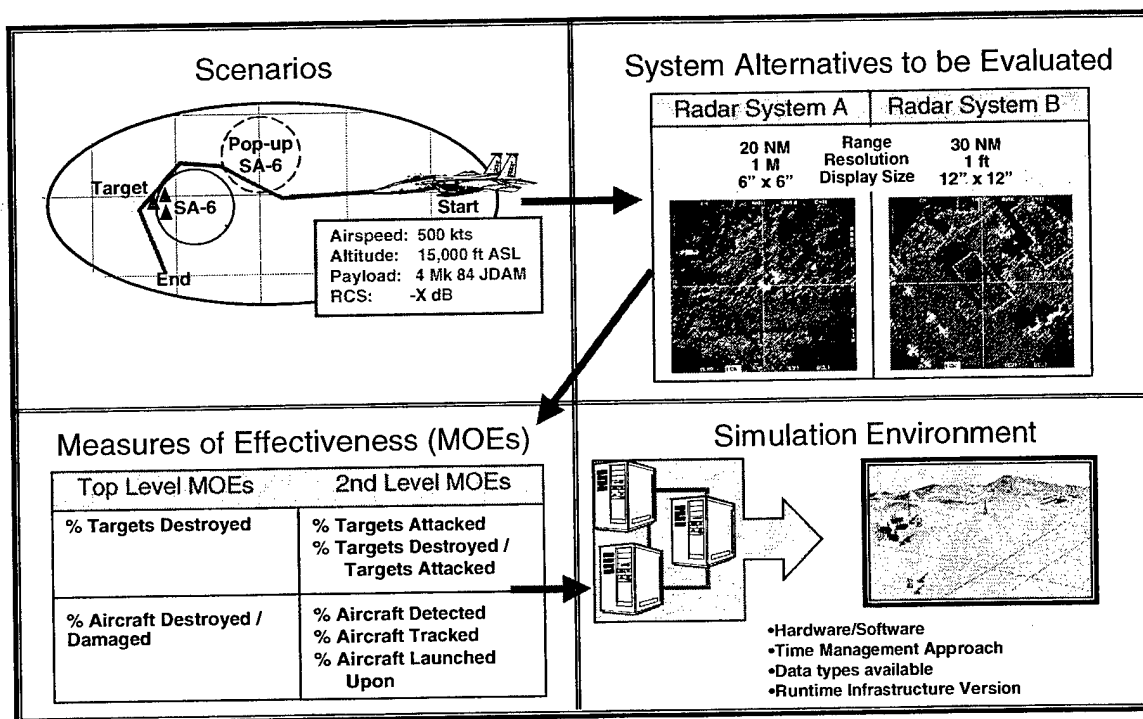 Scenarios
Pop-up
SA-6
Target
SA-6
Start
End
Airspeed: 500 kts
Altitude: 15,000 ft ASL
Payload: 4 Mk 84 JDAM
RCS: -X dB
System Alternatives to be Evaluated
Radar System A Radar System B
20 NM Range 30 NM
1 M Resolution 1 ft
6" x 6" Display Size 12" x 12"
Measures of Effectiveness (MOEs)
Top Level MOEs 2nd Level MOEs
% Targets Destroyed % Targets Attacked
% Targets Destroyed /
Targets Attacked
% Aircraft Destroyed / % Aircraft Detected
Damaged % Aircraft Tracked
% Aircraft Launched
Upon
Simulation Environment
•Hardware/Software
•Time Management Approach
•Data types available
•Runtime Infrastructure Version